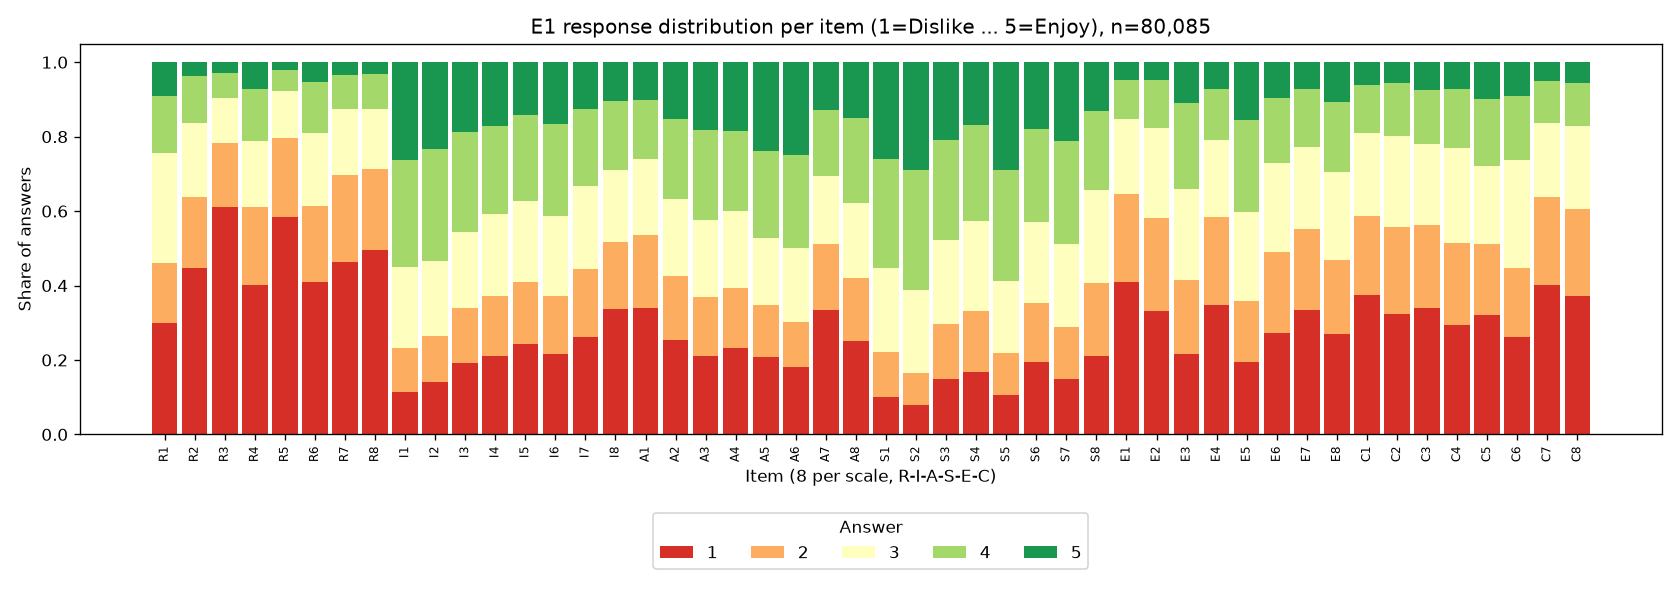 E1 response distribution per item (1=Dislike ... 5=Enjoy), n=80,085
Share of answers
1.0
0.8
0.6
0.4
0.2
0.0
R1 R2 R3 R4 R5 R6 R7 R8 I1 I2 I3 I4 I5 I6 I7 I8 A1 A2 A3 A4 A5 A6 A7 A8 S1 S2 S3 S4 S5 S6 S7 S8 E1 E2 E3 E4 E5 E6 E7 E8 C1 C2 C3 C4 C5 C6 C7 C8
Item (8 per scale, R-I-A-S-E-C)
Answer
1 2 3 4 5